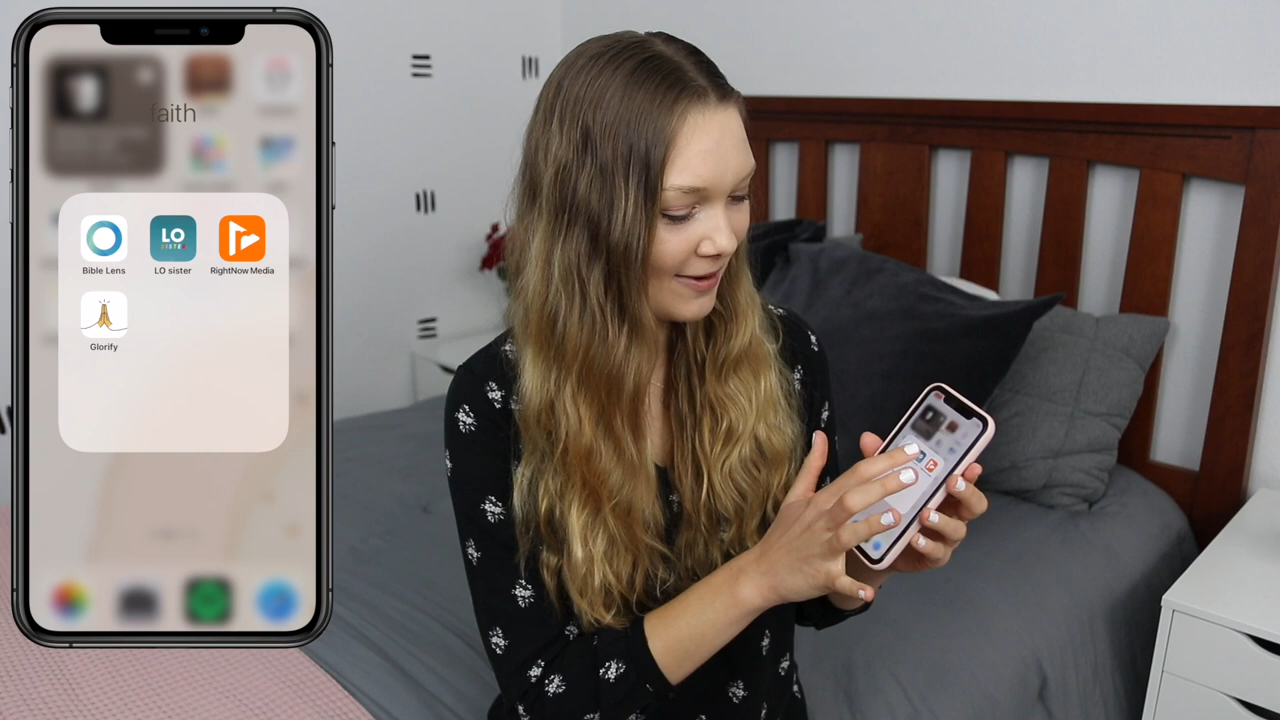 faith
Bible Lens
LO
SISTER
LO sister
RightNow Media
Glorify